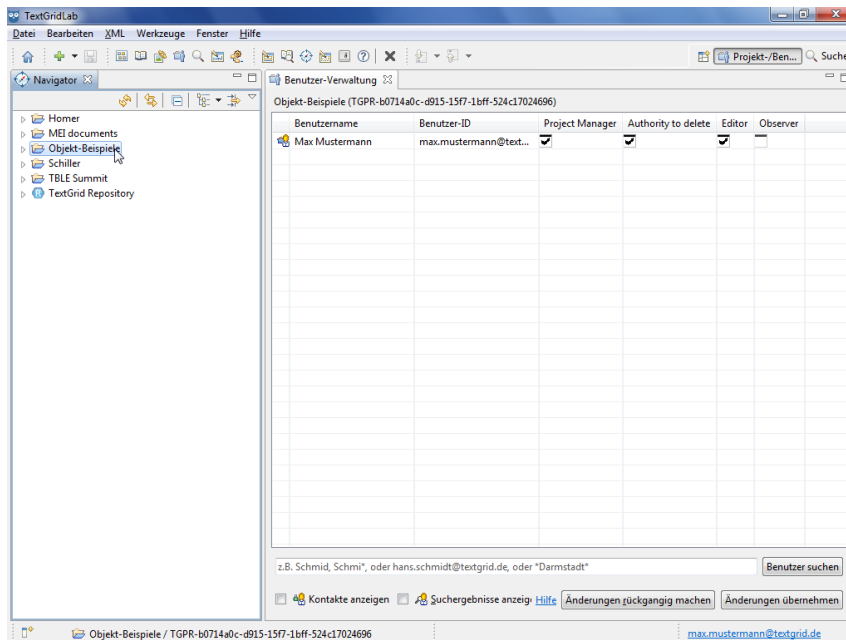 TextGridLab
Datei Bearbeiten XML Werkzeuge Fenster Hilfe
Projekt-/Ben... Suche
Navigator
Homer
MEI documents
Objekt-Beispiele
Schiller
TBLE Summit
TextGrid Repository
Benutzer-Verwaltung
Objekt-Beispiele (TGPR-b0714a0c-d915-15f7-1bff-524c17024696)
Benutzername Benutzer-ID Project Manager Authority to delete Editor Observer
Max Mustermann max.mustermann@text...
z.B. Schmid, Schmi*, oder hans.schmidt@textgrid.de, oder "Darmstadt" Benutzer suchen
Kontakte anzeigen Suchergebnisse anzeig Hilfe Änderungen rückgangig machen Änderungen übernehmen
Objekt-Beispiele / TGPR-b0714a0c-d915-15f7-1bff-524c17024696 max.mustermann@textgrid.de